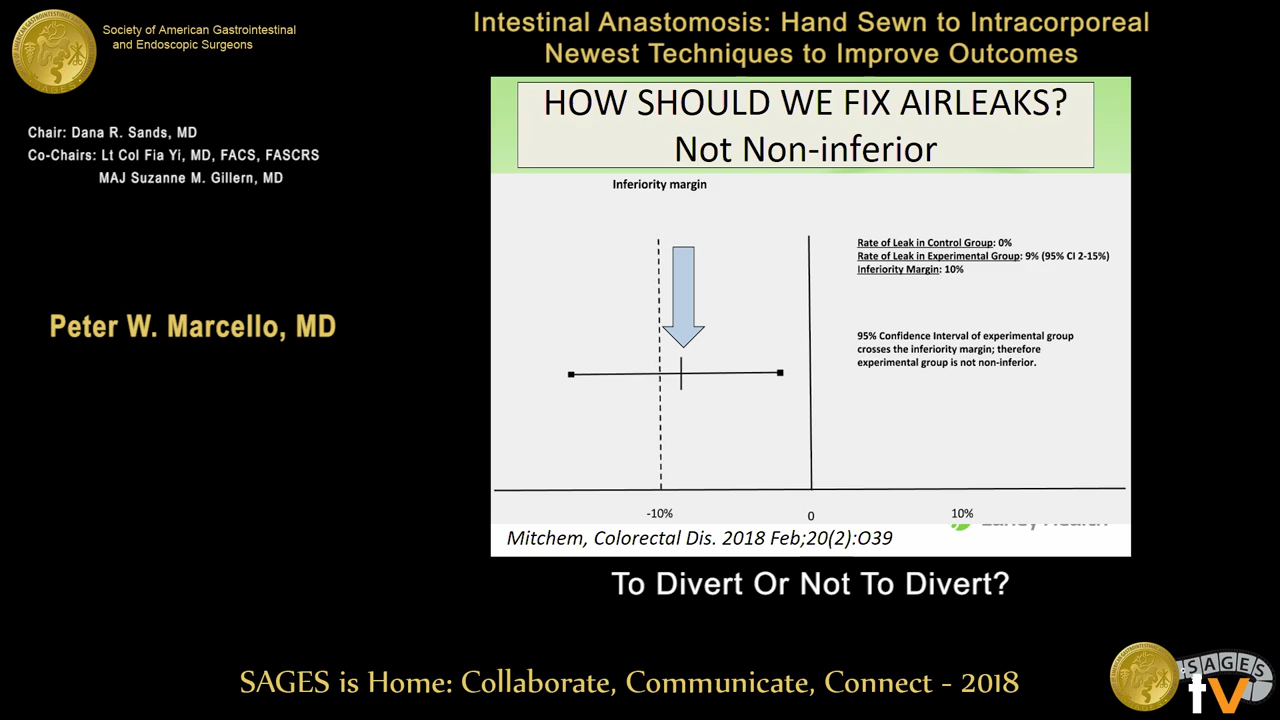 Society of American Gastrointestinal
and Endoscopic Surgeons
Intestinal Anastomosis: Hand Sewn to Intracorporeal
Newest Techniques to Improve Outcomes
Chair: Dana R. Sands, MD
Co-Chairs: Lt Col Fia Yi, MD, FACS, FASCRS
MAJ Suzanne M. Gillern, MD
Peter W. Marcello, MD
HOW SHOULD WE FIX AIRLEAKS?
Not Non-inferior
Inferiority margin
Rate of Leak in Control Group: 0%
Rate of Leak in Experimental Group: 9% (95% CI 2-15%)
Inferiority Margin: 10%
95% Confidence Interval of experimental group
crosses the inferiority margin; therefore
experimental group is not non-inferior.
-10%
0
10%
Mitchem, Colorectal Dis. 2018 Feb;20(2):O39
To Divert Or Not To Divert?
SAGES is Home: Collaborate, Communicate, Connect - 2018
SAGES
tv